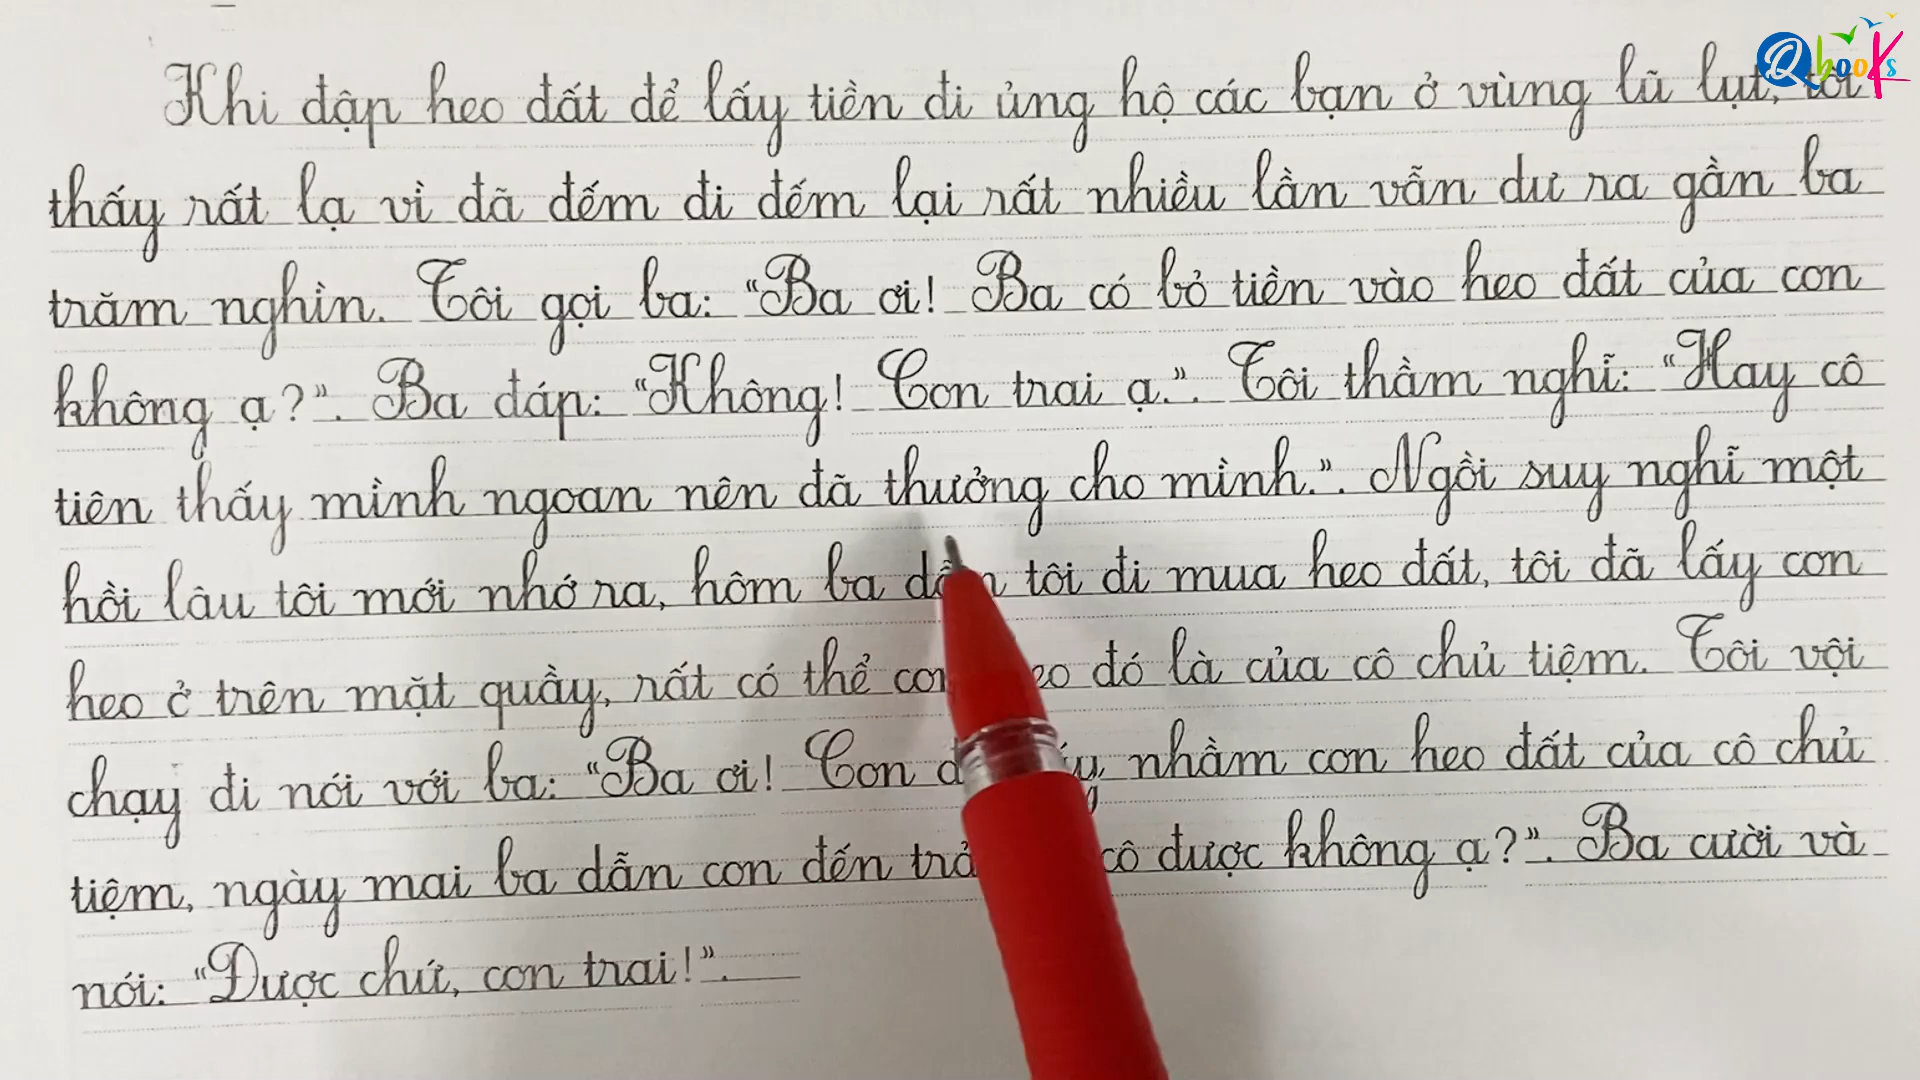 Qbooks
Khi đập heo đất để lấy tiền đi ủng hộ các bạn ở vùng lũ lụt, tôi
thấy rất lạ vì đã đếm đi đếm lại rất nhiều lần vẫn dư ra gần ba
trăm nghìn. Tôi gọi ba: “Ba ơi! Ba có bỏ tiền vào heo đất của con
không ạ?”. Ba đáp: “Không! Con trai ạ.”. Tôi thầm nghĩ: “Hay cô
tiên thấy mình ngoan nên đã thưởng cho mình.”. Ngồi suy nghĩ một
hồi lâu tôi mới nhớ ra, hôm ba dẫn tôi đi mua heo đất, tôi đã lấy con
heo ở trên mặt quầy, rất có thể con heo đó là của cô chủ tiệm. Tôi vội
chạy đi nói với ba: “Ba ơi! Con nhầm con heo đất của cô chủ
tiệm, ngày mai ba dẫn con đến trả cô được không ạ?”. Ba cười và
nói: “Được chứ, con trai!”.